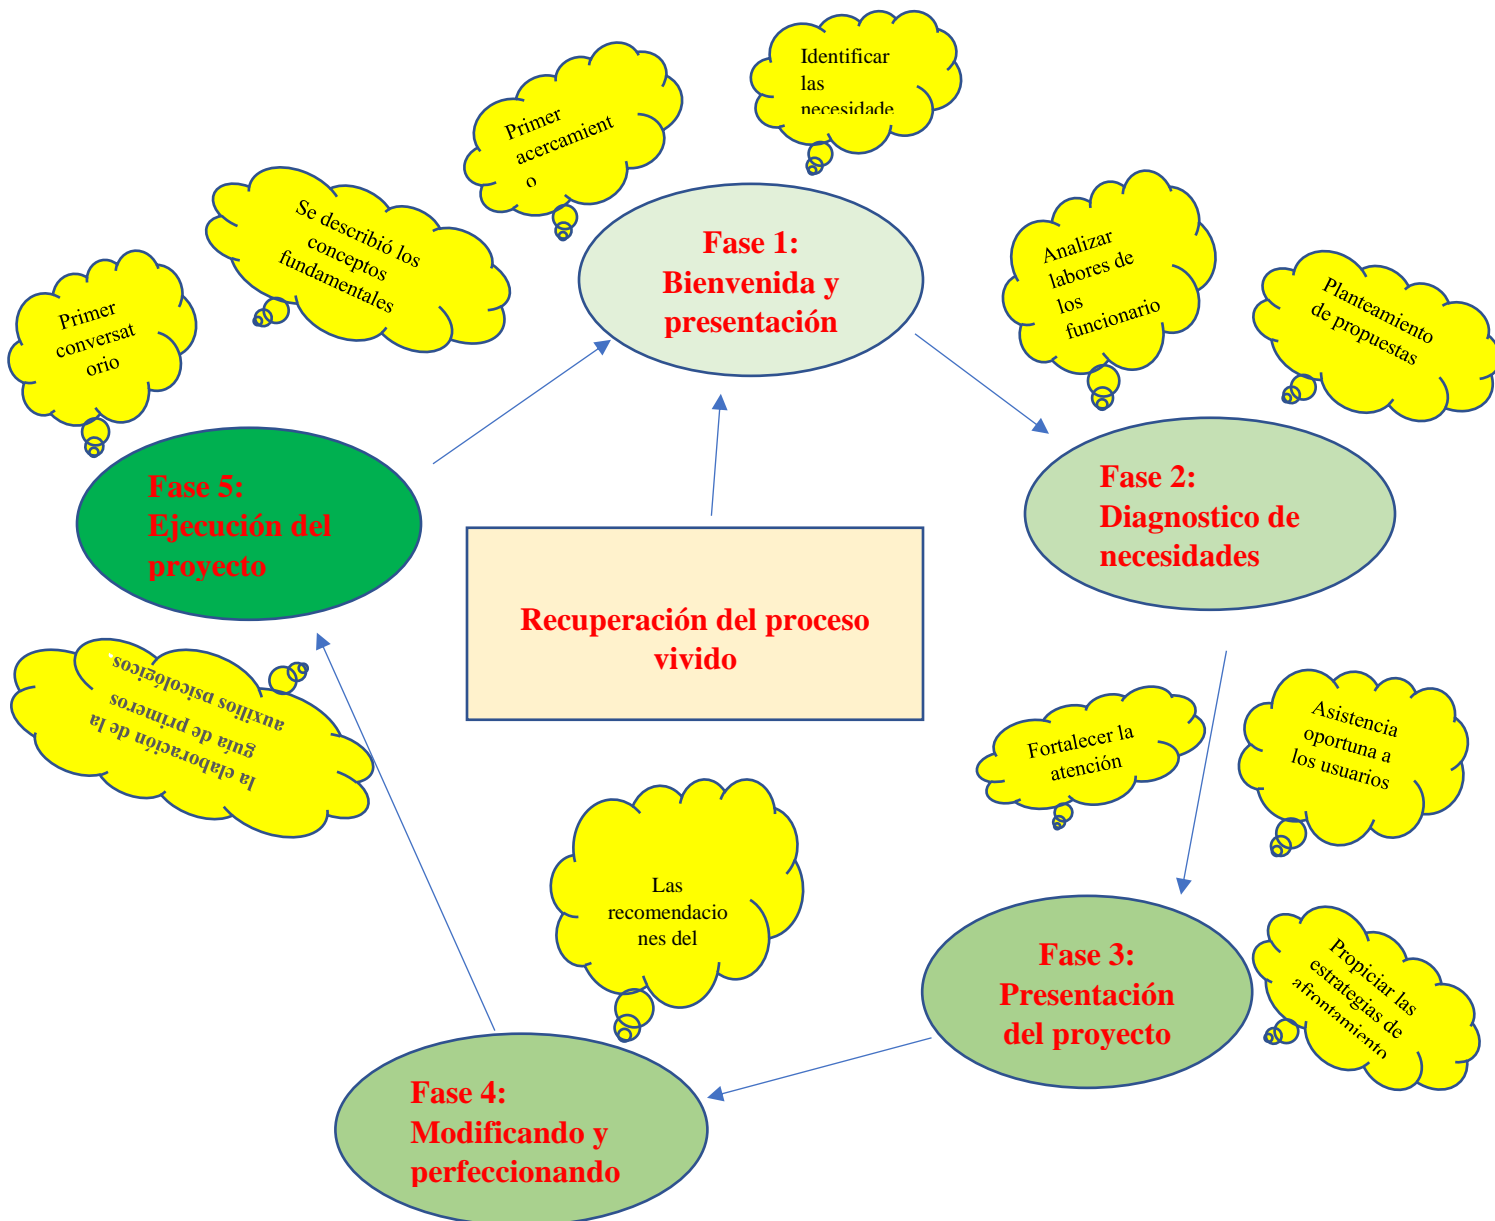 Identificar
las
necesidade
Primer
acercamient
o
Se describió los
conceptos
fundamentales
Primer
conversat
orio
Fase 1:
Bienvenida y
presentación
Analizar
labores de
los
funcionario
Planteamiento
de propuestas
Fase 5:
Ejecución del
proyecto
Fase 2:
Diagnostico de
necesidades
Recuperación del proceso
vivido
la elaboración de la
guía de primeros
auxilios psicológicos.
Fortalecer la
atención
Asistencia
oportuna a
los usuarios
Las
recomendacio
nes del
Fase 3:
Presentación
del proyecto
Propiciar las
estrategias de
afrontamiento
Fase 4:
Modificando y
perfeccionando